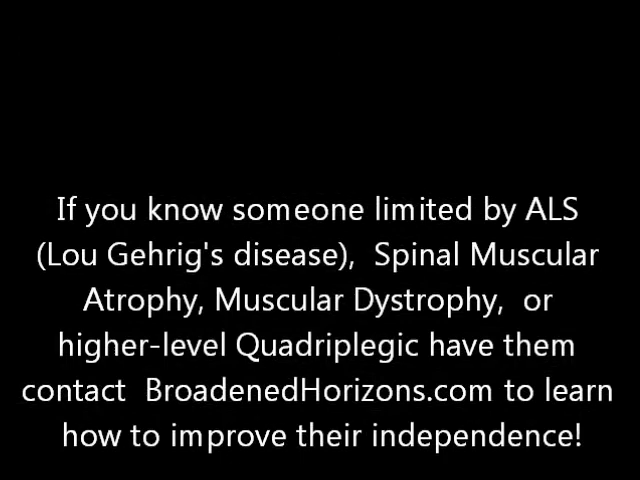 If you know someone limited by ALS
(Lou Gehrig's disease),  Spinal Muscular
Atrophy, Muscular Dystrophy,  or
higher-level Quadriplegic have them
contact  BroadenedHorizons.com to learn
how to improve their independence!